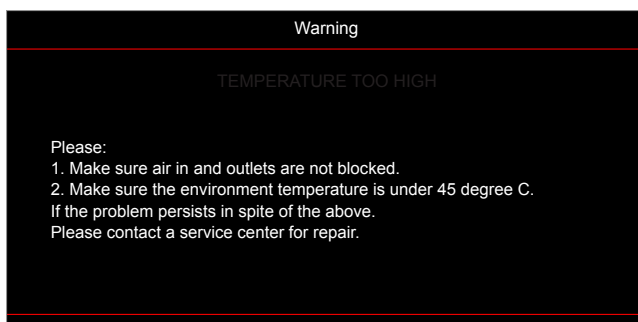 Warning
TEMPERATURE TOO HIGH
Please:
1. Make sure air in and outlets are not blocked.
2. Make sure the environment temperature is under 45 degree C.
If the problem persists in spite of the above.
Please contact a service center for repair.